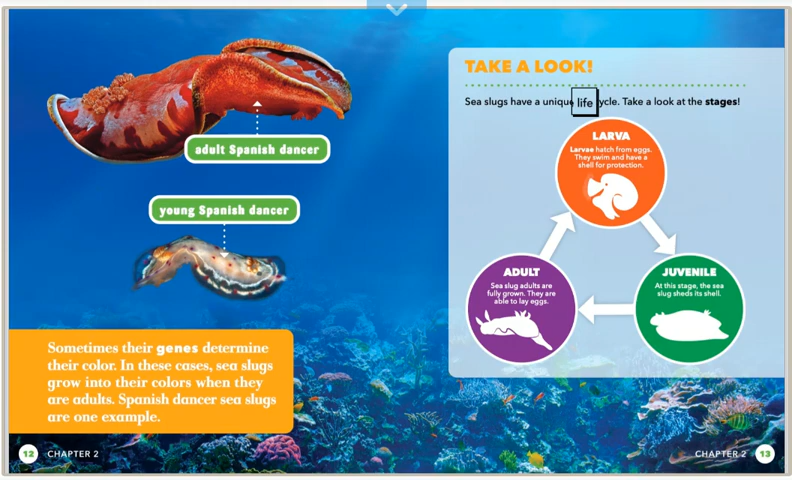 adult Spanish dancer
young Spanish dancer
Sometimes their genes determine
their color. In these cases, sea slugs
grow into their colors when they
are adults. Spanish dancer sea slugs
are one example.
12 CHAPTER 2
TAKE A LOOK!
Sea slugs have a unique life ycle. Take a look at the stages!
LARVA
Larvae hatch from eggs.
They swim and have a
shell for protection.
ADULT
Sea slug adults are
fully grown. They are
able to lay eggs.
JUVENILE
At this stage, the sea
slug sheds its shell.
CHAPTER 2 13